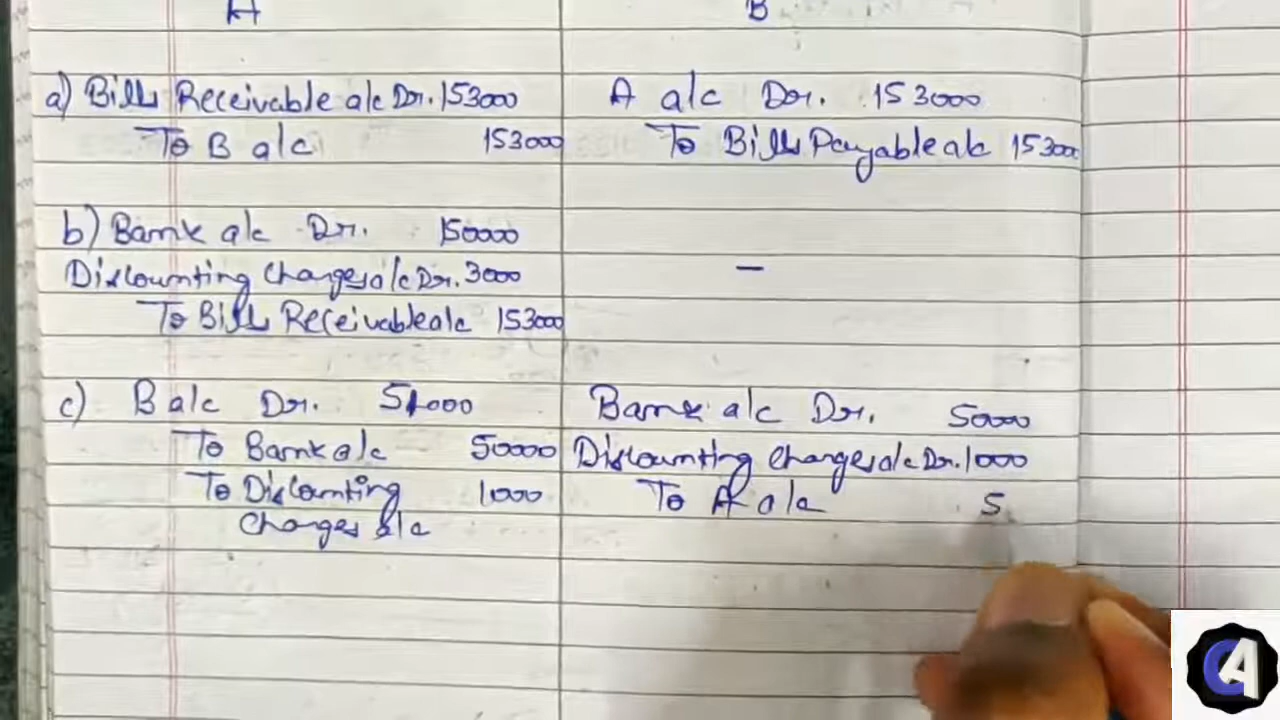 A B
a) Bills Receivable a/c Dr. 153000
To B a/c 153000
A a/c Dr. 153000
To Bills Payable a/c 153000
b) Bank a/c Dr. 150000
Discounting Charges a/c Dr. 3000
To Bills Receivable a/c 153000
-
c) B a/c Dr. 51000
To Bank a/c 50000
To Discounting 1000
Charges a/c
Bank a/c Dr. 50000
Discounting Charges a/c Dr. 1000
To A a/c 5
CA